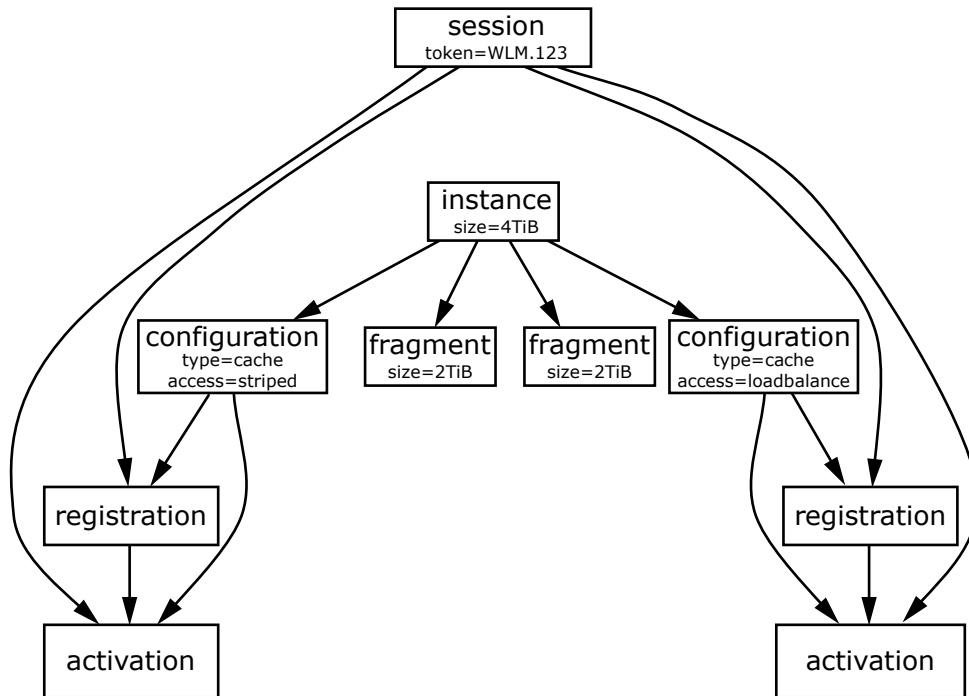 session
token=WLM.123
instance
size=4TiB
configuration
type=cache
access=striped
fragment
size=2TiB
fragment
size=2TiB
configuration
type=cache
access=loadbalance
registration
registration
activation
activation